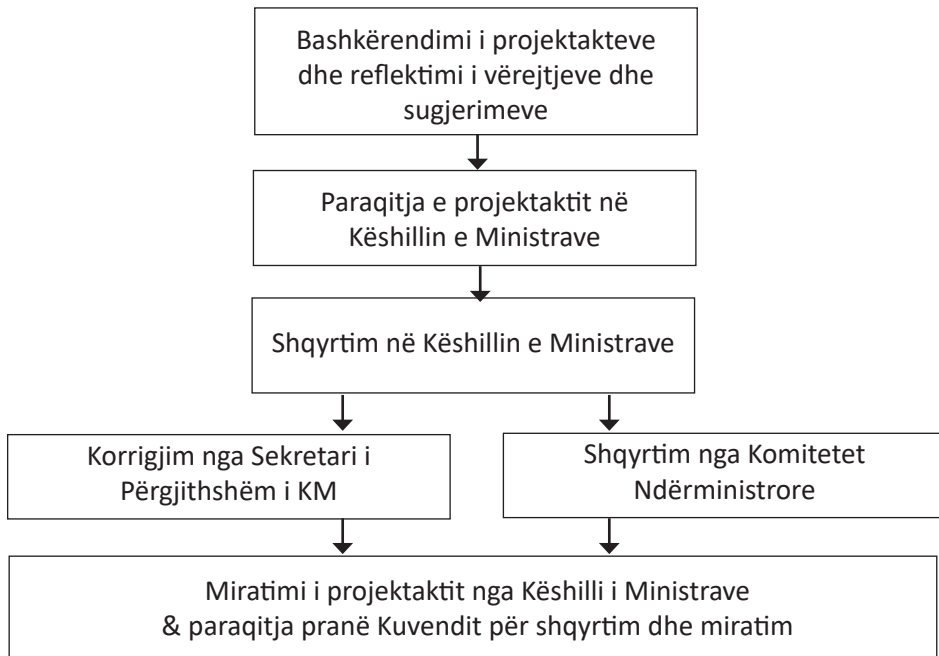 Bashkërendimi i projektakteve
dhe reflektimi i vërejtjeve dhe
sugjerimeve
Paraqitja e projektaktit në
Këshillin e Ministrave
Shqyrtim në Këshillin e Ministrave
Korrigjim nga Sekretari i
Përgjithshëm i KM
Shqyrtim nga Komitetet
Ndërministrore
Miratimi i projektaktit nga Këshilli i Ministrave
& paraqitja pranë Kuvendit për shqyrtim dhe miratim